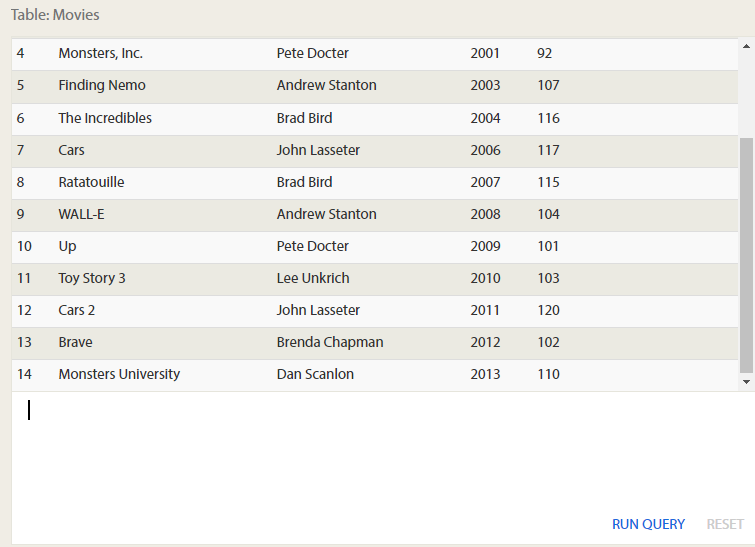 Table: Movies
4 Monsters, Inc. Pete Docter 2001 92
5 Finding Nemo Andrew Stanton 2003 107
6 The Incredibles Brad Bird 2004 116
7 Cars John Lasseter 2006 117
8 Ratatouille Brad Bird 2007 115
9 WALL-E Andrew Stanton 2008 104
10 Up Pete Docter 2009 101
11 Toy Story 3 Lee Unkrich 2010 103
12 Cars 2 John Lasseter 2011 120
13 Brave Brenda Chapman 2012 102
14 Monsters University Dan Scanlon 2013 110
RUN QUERY RESET